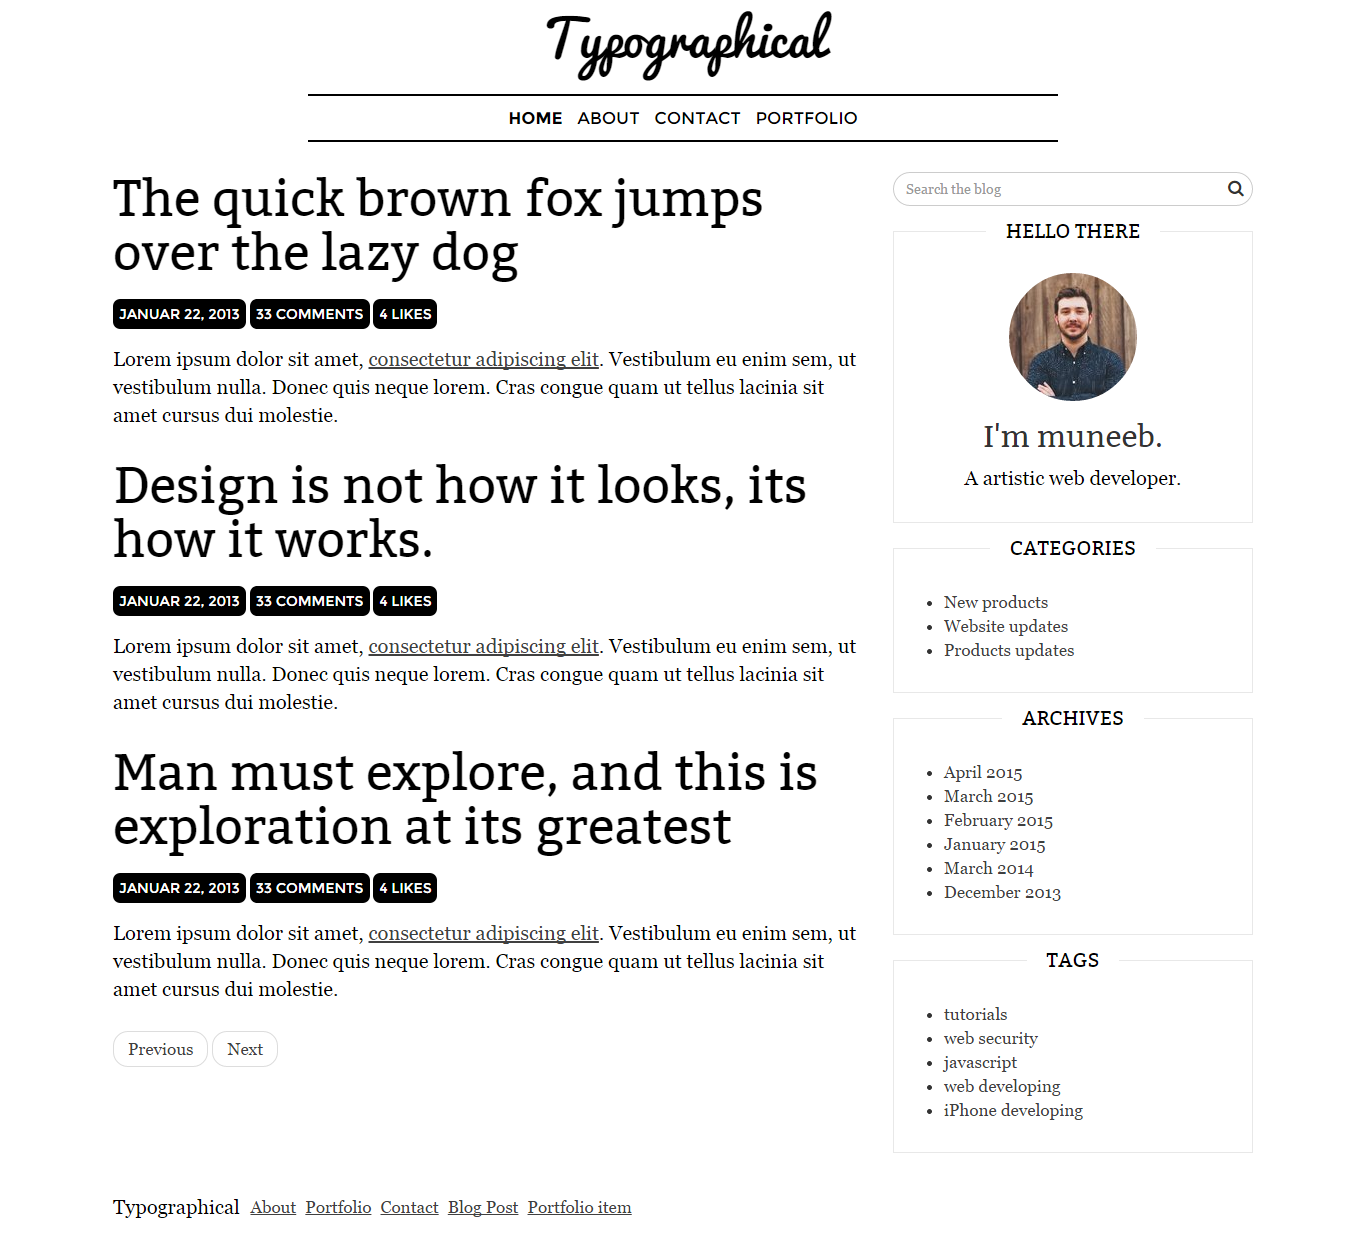 Typographical
HOME ABOUT CONTACT PORTFOLIO
The quick brown fox jumps
over the lazy dog
JANUAR 22, 2013 33 COMMENTS 4 LIKES
Lorem ipsum dolor sit amet, consectetur adipiscing elit. Vestibulum eu enim sem, ut
vestibulum nulla. Donec quis neque lorem. Cras congue quam ut tellus lacinia sit
amet cursus dui molestie.
Design is not how it looks, its
how it works.
JANUAR 22, 2013 33 COMMENTS 4 LIKES
Lorem ipsum dolor sit amet, consectetur adipiscing elit. Vestibulum eu enim sem, ut
vestibulum nulla. Donec quis neque lorem. Cras congue quam ut tellus lacinia sit
amet cursus dui molestie.
Man must explore, and this is
exploration at its greatest
JANUAR 22, 2013 33 COMMENTS 4 LIKES
Lorem ipsum dolor sit amet, consectetur adipiscing elit. Vestibulum eu enim sem, ut
vestibulum nulla. Donec quis neque lorem. Cras congue quam ut tellus lacinia sit
amet cursus dui molestie.
Previous Next
Search the blog
HELLO THERE
I'm muneeb.
A artistic web developer.
CATEGORIES
New products
Website updates
Products updates
ARCHIVES
April 2015
March 2015
February 2015
January 2015
March 2014
December 2013
TAGS
tutorials
web security
javascript
web developing
iPhone developing
Typographical About Portfolio Contact Blog Post Portfolio item